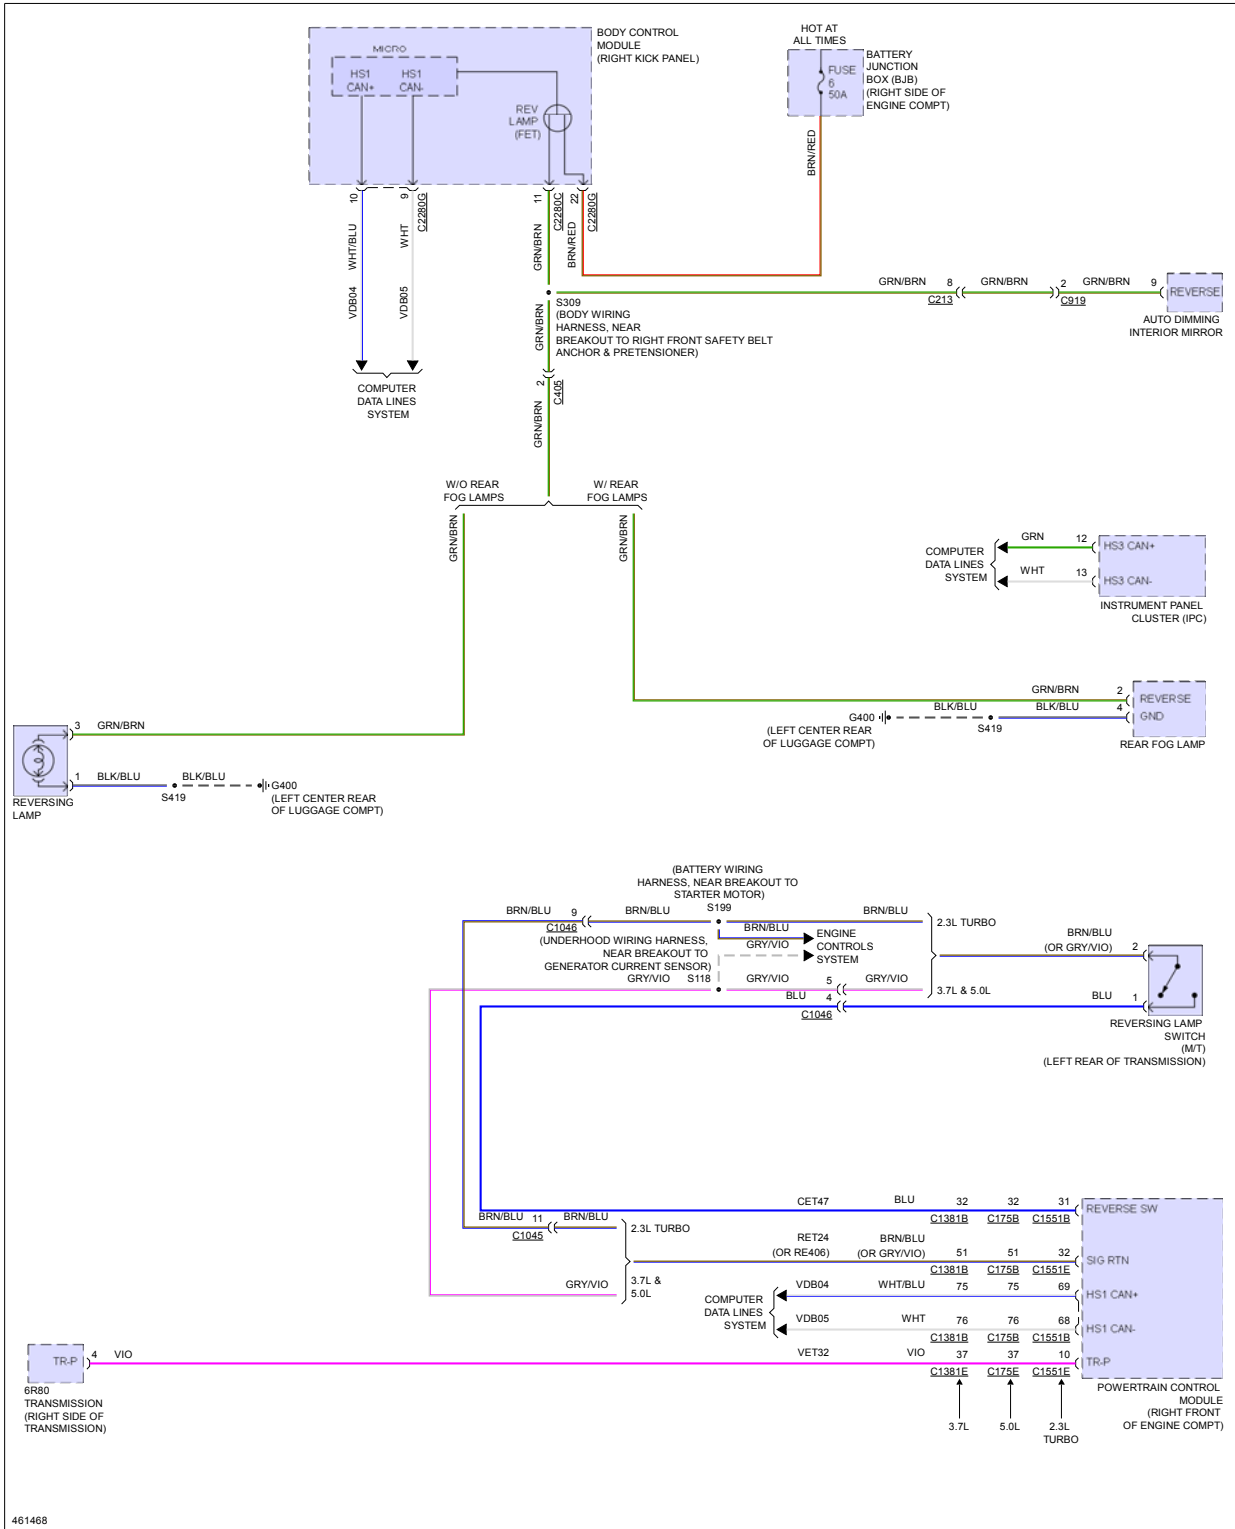 BODY CONTROL
MODULE
(RIGHT KICK PANEL)
MICRO
HS1
CAN+
HS1
CAN-
REV
LAMP
(FET)
HOT AT
ALL TIMES
FUSE
6
50A
BATTERY
JUNCTION
BOX (BJB)
(RIGHT SIDE OF
ENGINE COMPT)
BRN/RED
10
9
C2280G
11
C2280C
22
C2280G
WHT/BLU
WHT
GRN/BRN
BRN/RED
VDB04
VDB05
COMPUTER
DATA LINES
SYSTEM
S309
(BODY WIRING
HARNESS, NEAR
BREAKOUT TO RIGHT FRONT SAFETY BELT
ANCHOR & PRETENSIONER)
GRN/BRN
2
C405
GRN/BRN
GRN/BRN
8
C213
GRN/BRN
2
C919
GRN/BRN
9
REVERSE
AUTO DIMMING
INTERIOR MIRROR
W/O REAR
FOG LAMPS
W/ REAR
FOG LAMPS
GRN/BRN
GRN/BRN
COMPUTER
DATA LINES
SYSTEM
GRN
12
HS3 CAN+
WHT
13
HS3 CAN-
INSTRUMENT PANEL
CLUSTER (IPC)
GRN/BRN
2
REVERSE
G400
BLK/BLU
S419
BLK/BLU
4
GND
(LEFT CENTER REAR
OF LUGGAGE COMPT)
REAR FOG LAMP
3
GRN/BRN
1
BLK/BLU
S419
BLK/BLU
G400
(LEFT CENTER REAR
OF LUGGAGE COMPT)
REVERSING
LAMP
(BATTERY WIRING
HARNESS, NEAR BREAKOUT TO
STARTER MOTOR)
S199
BRN/BLU
9
C1046
BRN/BLU
BRN/BLU
2.3L TURBO
BRN/BLU
ENGINE
CONTROLS
SYSTEM
GRY/VIO
(UNDERHOOD WIRING HARNESS,
NEAR BREAKOUT TO
GENERATOR CURRENT SENSOR)
GRY/VIO
S118
GRY/VIO
5
GRY/VIO
3.7L & 5.0L
BLU
4
C1046
BRN/BLU
(OR GRY/VIO)
2
BLU
1
REVERSING LAMP
SWITCH
(M/T)
(LEFT REAR OF TRANSMISSION)
CET47
BLU
32
32
31
REVERSE SW
C1381B
C175B
C1551B
BRN/BLU
11
C1045
BRN/BLU
2.3L TURBO
RET24
(OR RE406)
BRN/BLU
(OR GRY/VIO)
51
51
32
SIG RTN
C1381B
C175B
C1551E
GRY/VIO
3.7L &
5.0L
COMPUTER
DATA LINES
SYSTEM
VDB04
WHT/BLU
75
75
69
HS1 CAN+
VDB05
WHT
76
76
68
HS1 CAN-
C1381B
C175B
C1551B
TR-P
4
VIO
VET32
VIO
37
37
10
TR-P
C1381E
C175E
C1551E
6R80
TRANSMISSION
(RIGHT SIDE OF
TRANSMISSION)
POWERTRAIN CONTROL
MODULE
(RIGHT FRONT
OF ENGINE COMPT)
3.7L
5.0L
2.3L
TURBO
461468